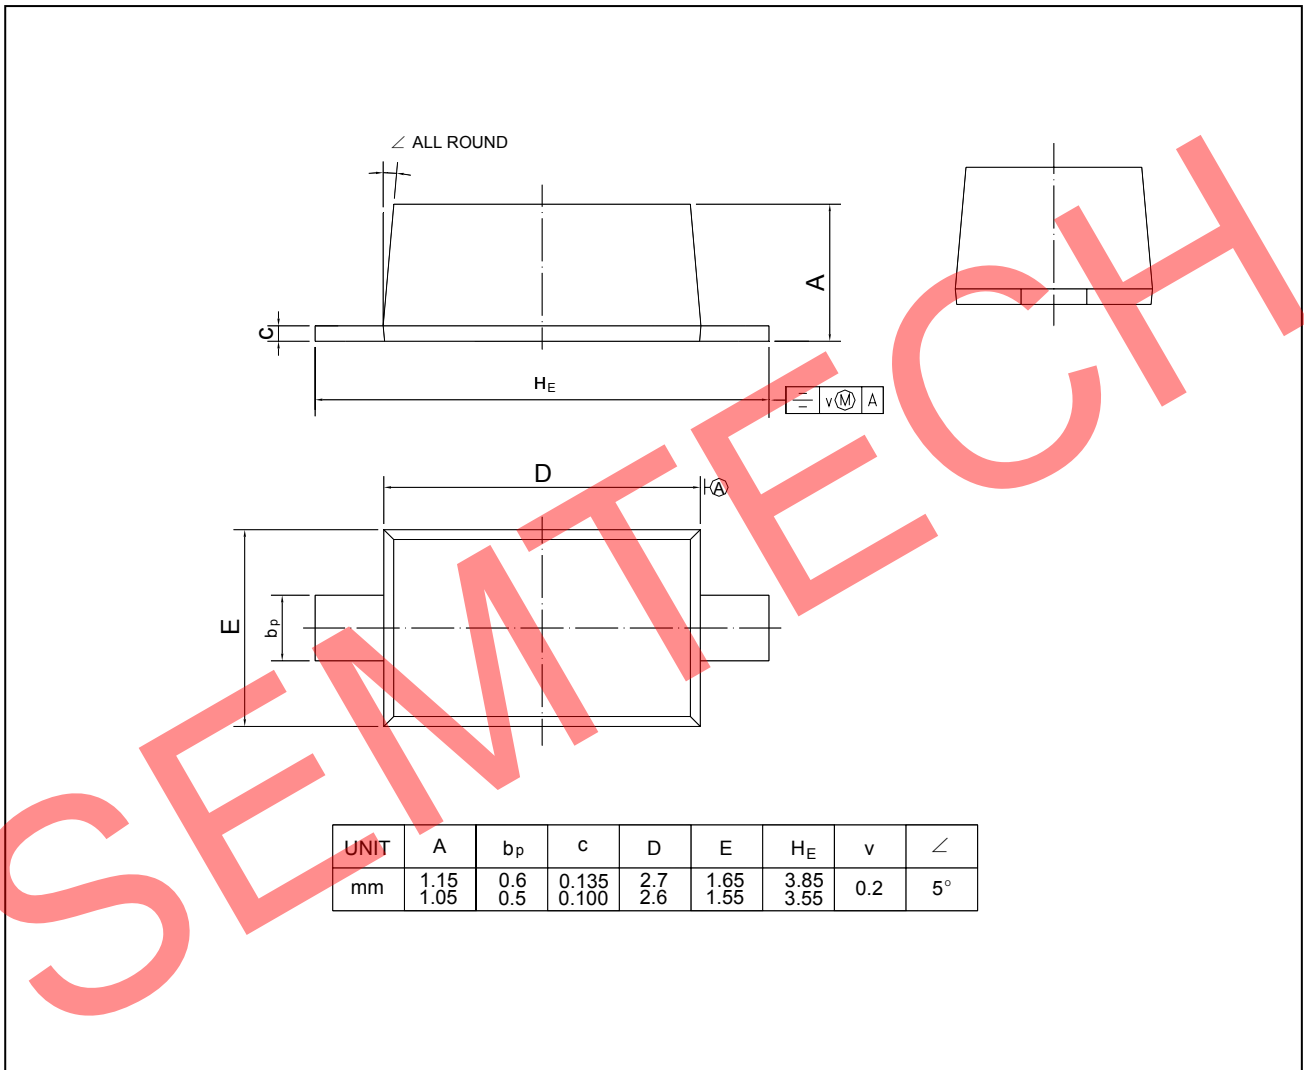 ∠ ALL ROUND
A
c
HE
v Ⓜ A
D
A
E
bp
UNIT A bp c D E HE v ∠
mm 1.15 0.6 0.135 2.7 1.65 3.85 0.2 5°
1.05 0.5 0.100 2.6 1.55 3.55
SEMTECH